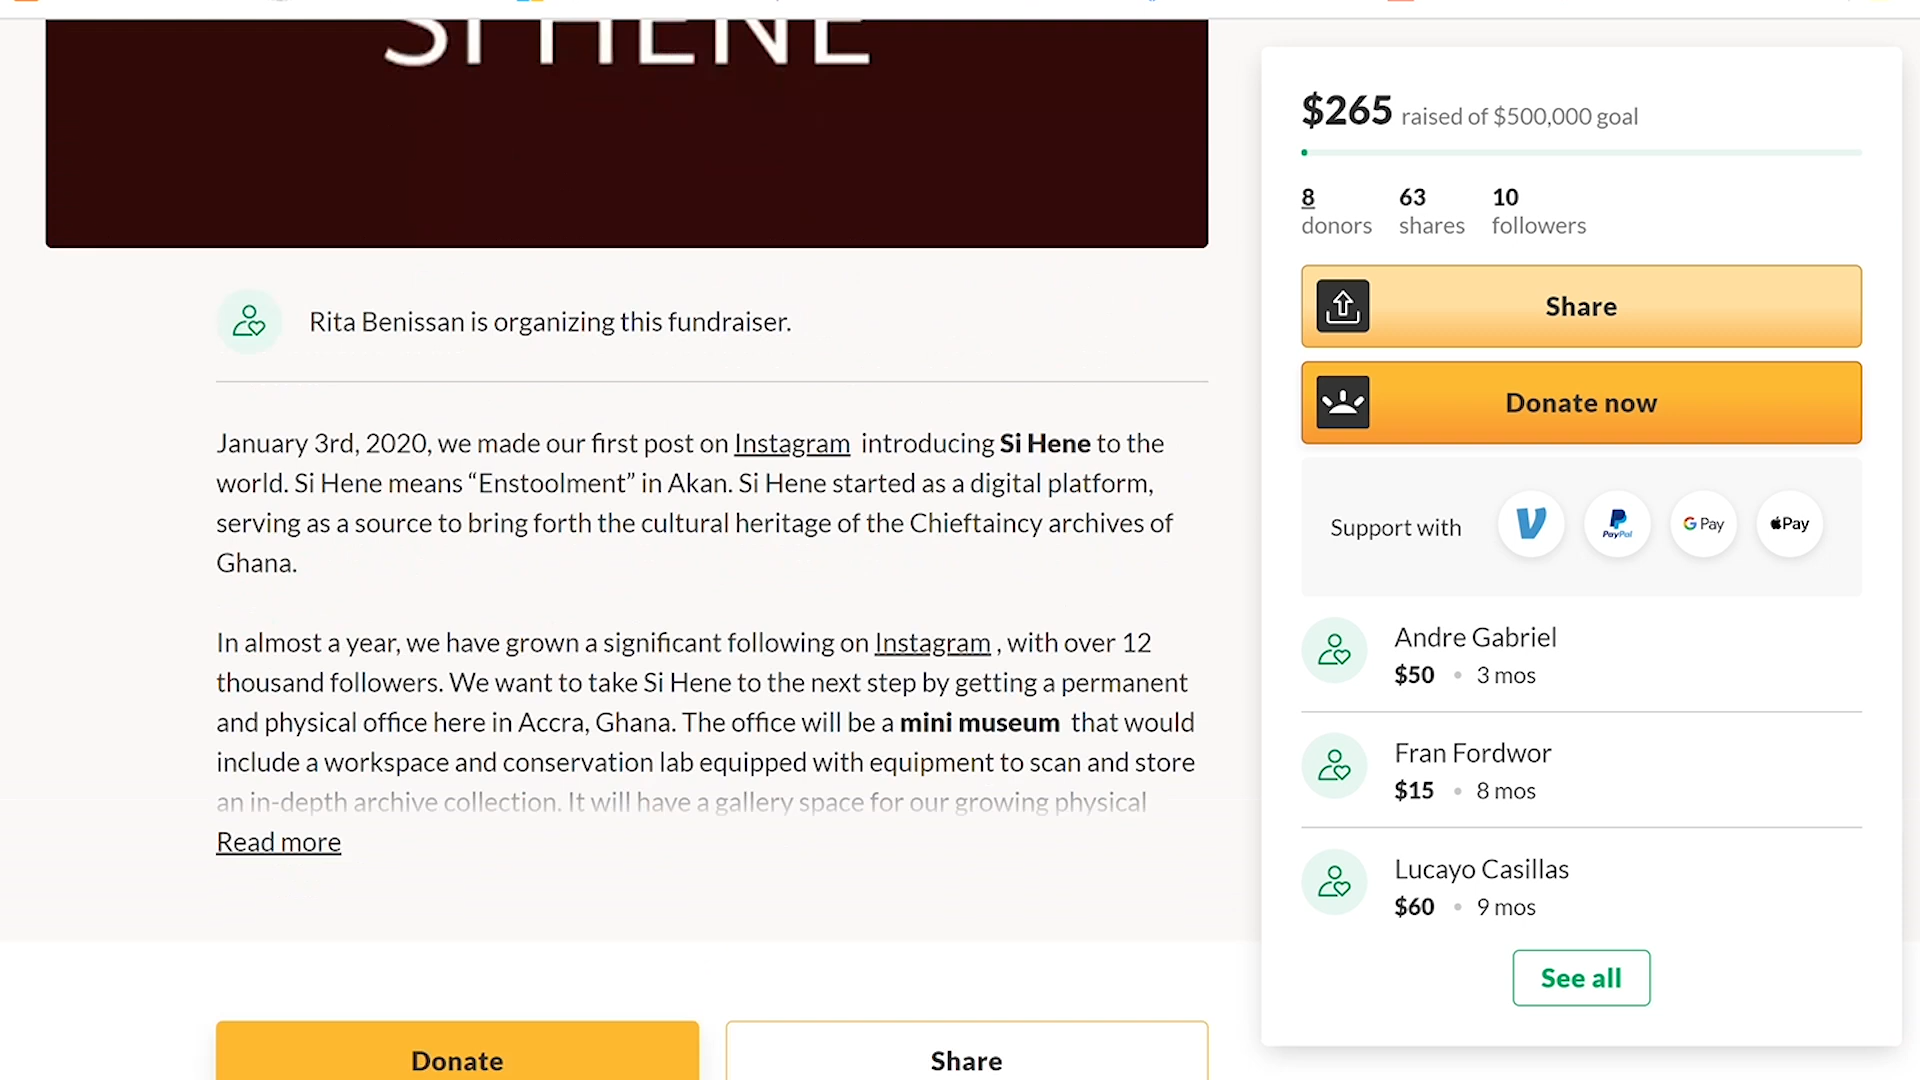 SI HENE
Rita Benissan is organizing this fundraiser.
January 3rd, 2020, we made our first post on Instagram introducing Si Hene to the
world. Si Hene means “Enstoolment” in Akan. Si Hene started as a digital platform,
serving as a source to bring forth the cultural heritage of the Chieftaincy archives of
Ghana.
In almost a year, we have grown a significant following on Instagram , with over 12
thousand followers. We want to take Si Hene to the next step by getting a permanent
and physical office here in Accra, Ghana. The office will be a mini museum that would
include a workspace and conservation lab equipped with equipment to scan and store
an in-depth archive collection. It will have a gallery space for our growing physical
Read more
Donate
Share
$265 raised of $500,000 goal
8 63 10
donors shares followers
Share
Donate now
Support with V PayPal G Pay Pay
Andre Gabriel
$50 • 3 mos
Fran Fordwor
$15 • 8 mos
Lucayo Casillas
$60 • 9 mos
See all